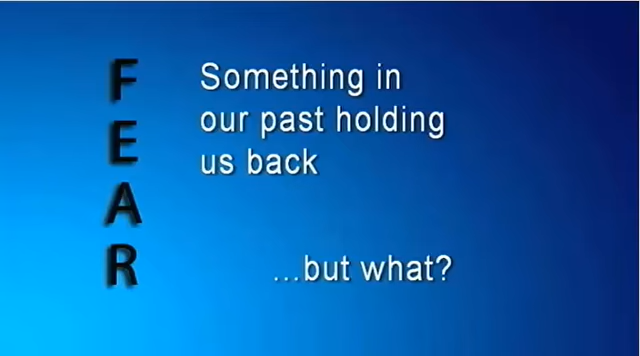 F
E
A
R
Something in
our past holding
us back
...but what?